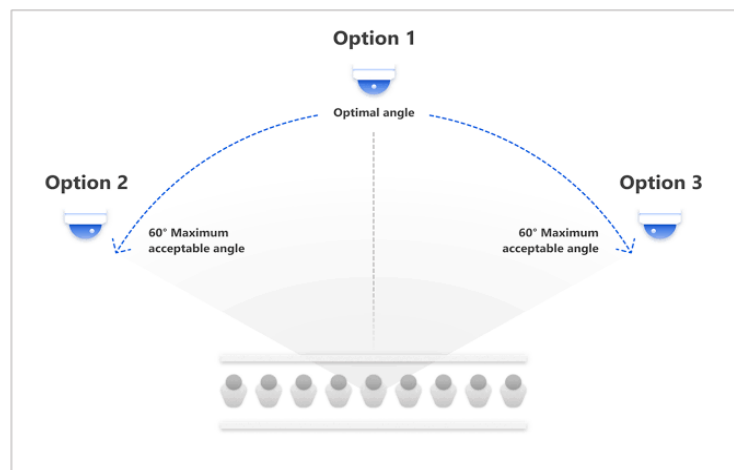 Option 1
Optimal angle
Option 2
Option 3
60° Maximum
acceptable angle
60° Maximum
acceptable angle